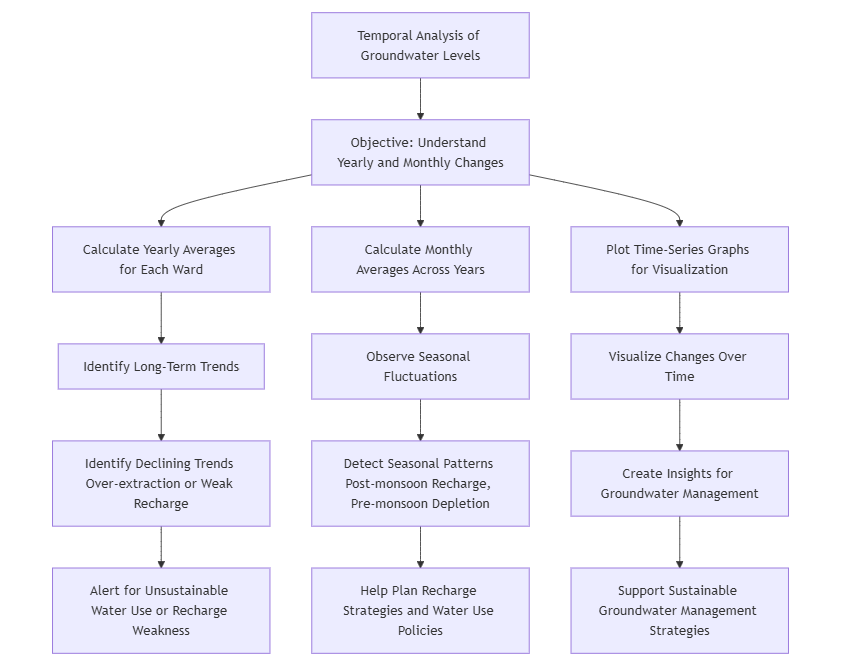 Temporal Analysis of
Groundwater Levels
Objective: Understand
Yearly and Monthly Changes
Calculate Yearly Averages
for Each Ward
Calculate Monthly
Averages Across Years
Plot Time-Series Graphs
for Visualization
Identify Long-Term Trends
Observe Seasonal
Fluctuations
Visualize Changes Over
Time
Identify Declining Trends
Over-extraction or Weak
Recharge
Detect Seasonal Patterns
Post-monsoon Recharge,
Pre-monsoon Depletion
Create Insights for
Groundwater Management
Alert for Unsustainable
Water Use or Recharge
Weakness
Help Plan Recharge
Strategies and Water Use
Policies
Support Sustainable
Groundwater Management
Strategies